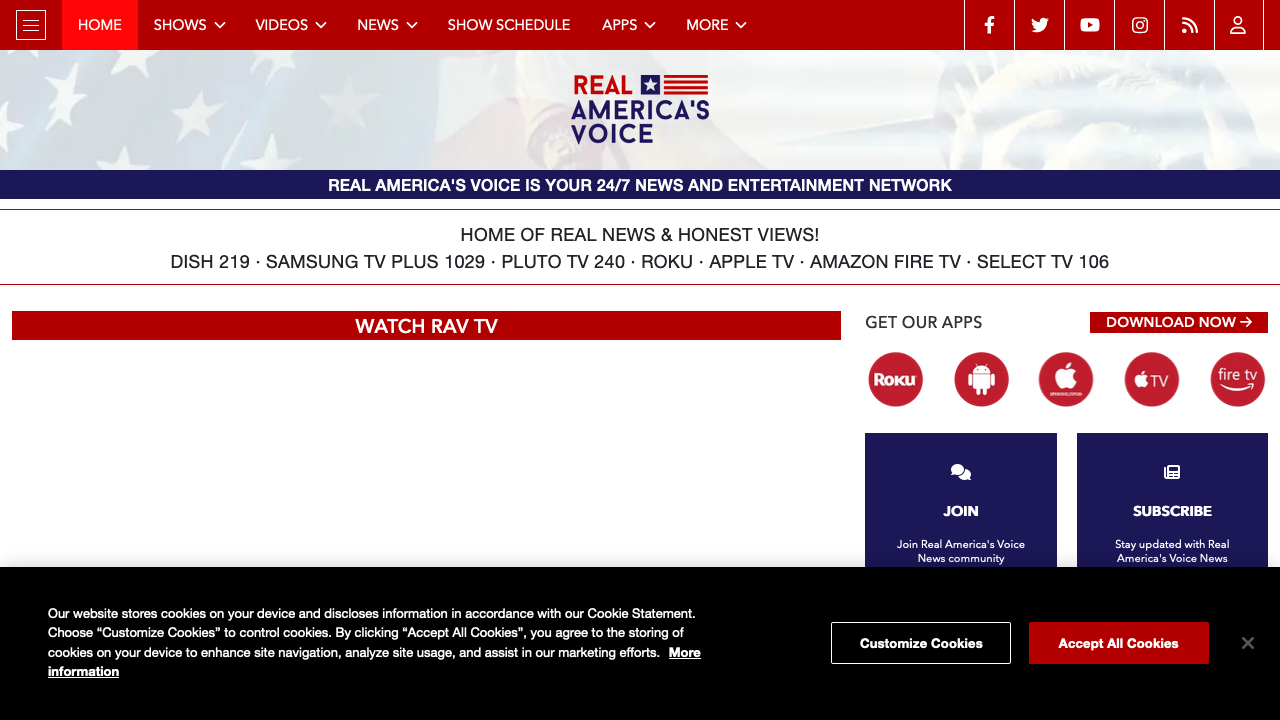 HOME
SHOWS
VIDEOS
NEWS
SHOW SCHEDULE
APPS
MORE
REAL
AMERICA'S
VOICE
REAL AMERICA'S VOICE IS YOUR 24/7 NEWS AND ENTERTAINMENT NETWORK
HOME OF REAL NEWS & HONEST VIEWS!
DISH 219 · SAMSUNG TV PLUS 1029 · PLUTO TV 240 · ROKU · APPLE TV · AMAZON FIRE TV · SELECT TV 106
WATCH RAV TV
GET OUR APPS
DOWNLOAD NOW
ROKU
TV
fire tv
JOIN
Join Real America's Voice
News community
SUBSCRIBE
Stay updated with Real
America's Voice News
Our website stores cookies on your device and discloses information in accordance with our Cookie Statement.
Choose “Customize Cookies” to control cookies. By clicking “Accept All Cookies”, you agree to the storing of
cookies on your device to enhance site navigation, analyze site usage, and assist in our marketing efforts. More
information
Customize Cookies
Accept All Cookies